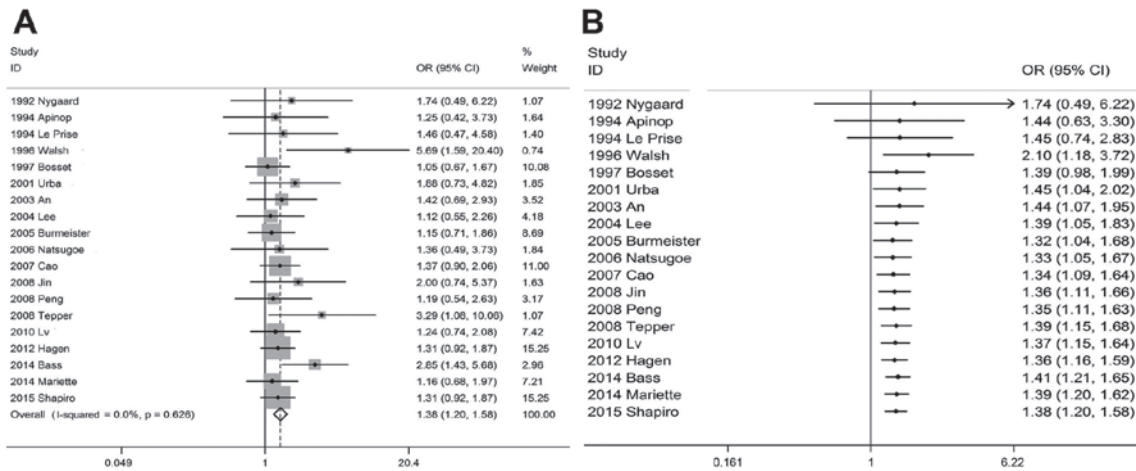 A
Study
%
ID
OR (95% CI)
Weight
1992 Nygaard 1.74 (0.49, 6.22) 1.07
1994 Apinop 1.25 (0.42, 3.73) 1.64
1994 Le Prise 1.46 (0.47, 4.58) 1.40
1996 Walsh 5.69 (1.59, 20.40) 0.74
1997 Bosset 1.05 (0.67, 1.67) 10.08
2001 Urba 1.88 (0.73, 4.82) 1.85
2003 An 1.42 (0.69, 2.93) 3.52
2004 Lee 1.12 (0.55, 2.26) 4.18
2005 Burmeister 1.15 (0.71, 1.86) 8.69
2006 Natsugoe 1.36 (0.49, 3.73) 1.84
2007 Cao 1.37 (0.90, 2.06) 11.00
2008 Jin 2.00 (0.74, 5.37) 1.63
2008 Peng 1.19 (0.54, 2.63) 3.17
2008 Tepper 3.29 (1.08, 10.06) 1.07
2010 Lv 1.24 (0.74, 2.08) 7.42
2012 Hagen 1.31 (0.92, 1.87) 15.25
2014 Bass 2.85 (1.43, 5.68) 2.96
2014 Mariette 1.16 (0.68, 1.97) 7.21
2015 Shapiro 1.31 (0.92, 1.87) 15.25
Overall (I-squared = 0.0%, p = 0.626) 1.38 (1.20, 1.58) 100.00
0.049 1 20.4
B
Study
ID OR (95% CI)
1992 Nygaard 1.74 (0.49, 6.22)
1994 Apinop 1.44 (0.63, 3.30)
1994 Le Prise 1.45 (0.74, 2.83)
1996 Walsh 2.10 (1.18, 3.72)
1997 Bosset 1.39 (0.98, 1.99)
2001 Urba 1.45 (1.04, 2.02)
2003 An 1.44 (1.07, 1.95)
2004 Lee 1.39 (1.05, 1.83)
2005 Burmeister 1.32 (1.04, 1.68)
2006 Natsugoe 1.33 (1.05, 1.67)
2007 Cao 1.34 (1.09, 1.64)
2008 Jin 1.36 (1.11, 1.66)
2008 Peng 1.35 (1.11, 1.63)
2008 Tepper 1.39 (1.15, 1.68)
2010 Lv 1.37 (1.15, 1.64)
2012 Hagen 1.36 (1.16, 1.59)
2014 Bass 1.41 (1.21, 1.65)
2014 Mariette 1.39 (1.20, 1.62)
2015 Shapiro 1.38 (1.20, 1.58)
0.161 1 6.22